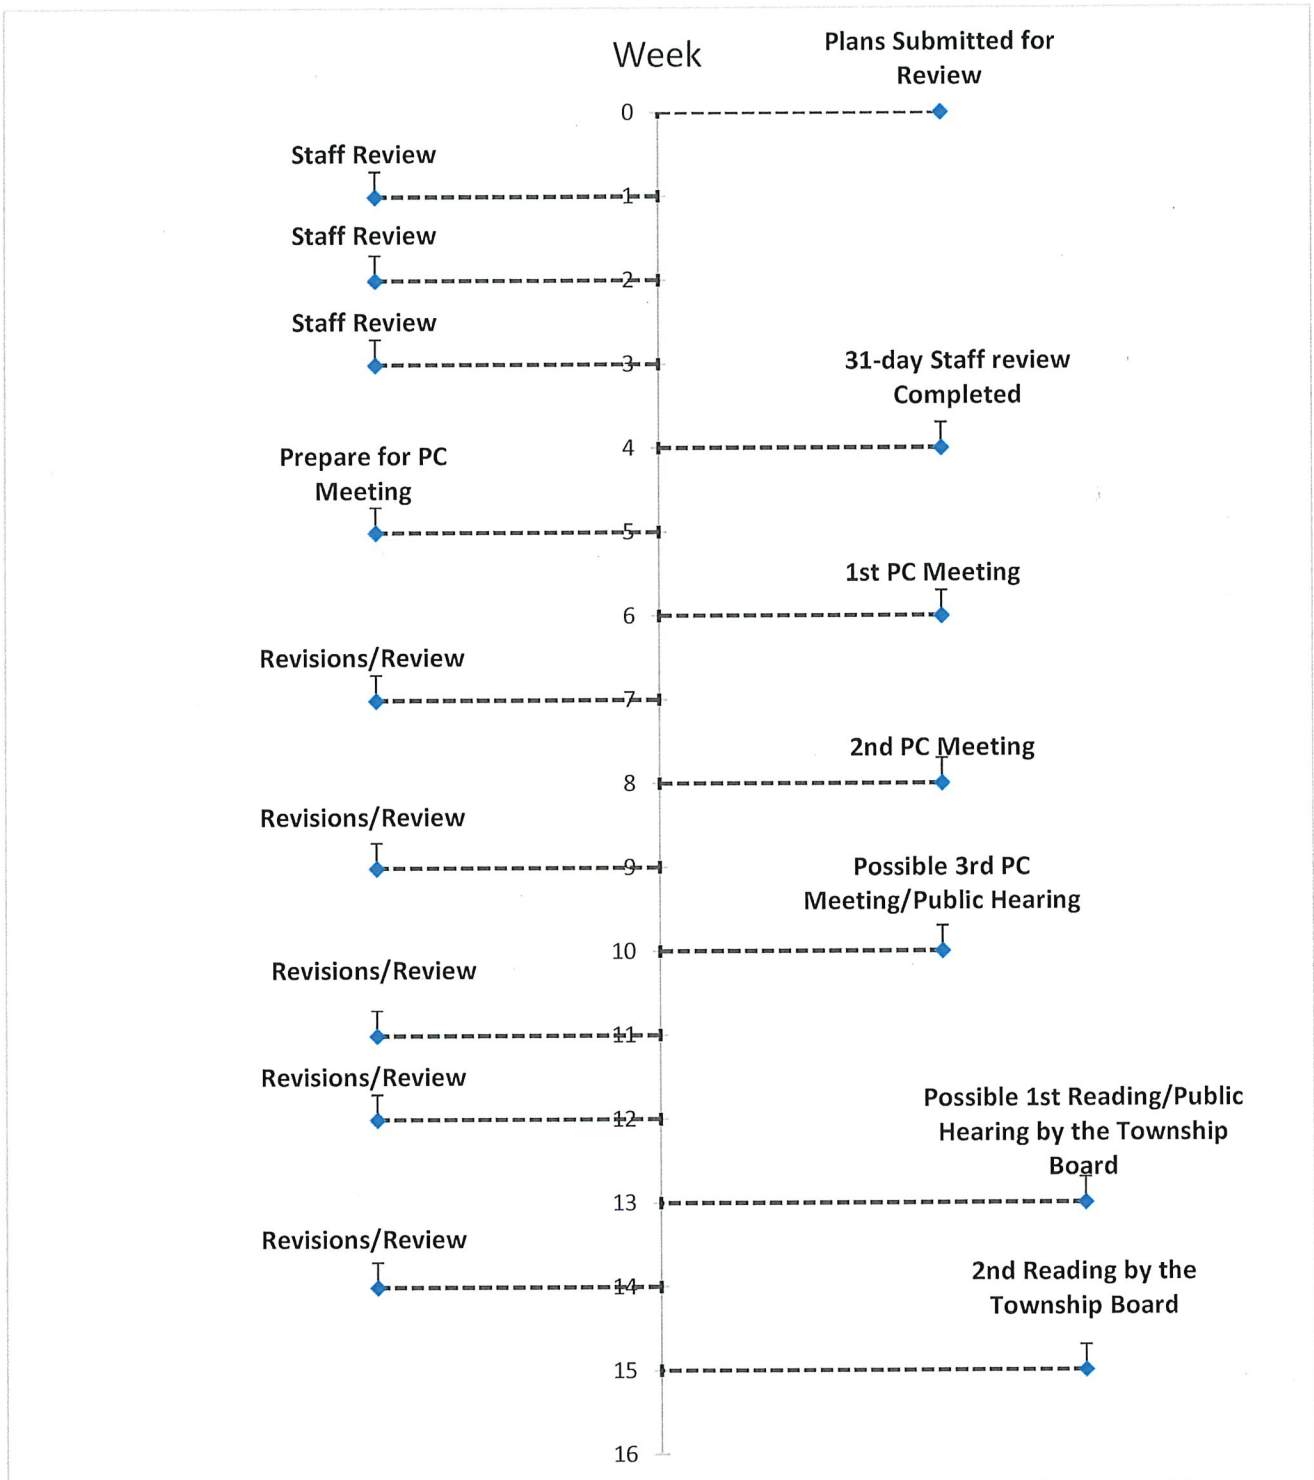 Week
Plans Submitted for
Review
0
Staff Review
1
Staff Review
2
Staff Review
3
31-day Staff review
Completed
4
Prepare for PC
Meeting
5
1st PC Meeting
6
Revisions/Review
7
2nd PC Meeting
8
Revisions/Review
9
Possible 3rd PC
Meeting/Public Hearing
10
Revisions/Review
11
Revisions/Review
12
Possible 1st Reading/Public
Hearing by the Township
Board
13
Revisions/Review
14
2nd Reading by the
Township Board
15
16